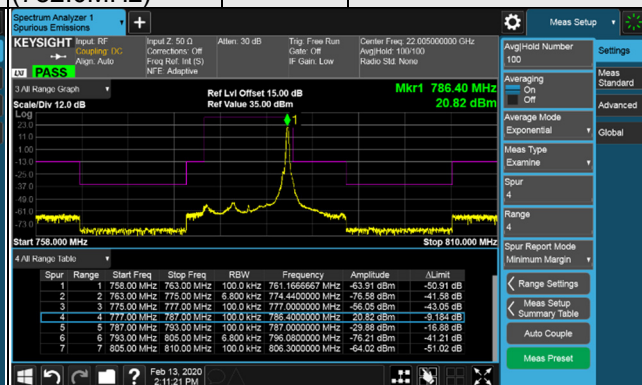 (782.0MHz)
Spectrum Analyzer 1
Spurious Emissions
Meas Setup
KEYSIGHT
Input: RF
Coupling: DC
Align: Auto
Input Z: 50 Ω
Corrections: Off
Freq Ref: Int (S)
NFE: Adaptive
Atten: 30 dB
Trig: Free Run
Gate: Off
IF Gain: Low
Center Freq: 22.005000000 GHz
Avg|Hold: 100/100
Radio Std: None
LXI PASS
3 All Range Graph
Scale/Div 12.0 dB
Ref Lvl Offset 15.00 dB
Ref Value 35.00 dBm
Mkr1 786.40 MHz
20.82 dBm
Log
23.0
11.0
1.00
-13.0
-25.0
-37.0
-49.0
-61.0
-73.0
1
Start 758.000 MHz
Stop 810.000 MHz
4 All Range Table
Spur Range Start Freq Stop Freq RBW Frequency Amplitude ΔLimit
1 1 758.00 MHz 763.00 MHz 100.0 kHz 761.1666667 MHz -63.91 dBm -50.91 dB
2 2 763.00 MHz 775.00 MHz 6.800 kHz 774.4400000 MHz -76.58 dBm -41.58 dB
3 3 775.00 MHz 777.00 MHz 100.0 kHz 777.0000000 MHz -56.05 dBm -43.05 dB
4 4 777.00 MHz 787.00 MHz 100.0 kHz 786.4000000 MHz 20.82 dBm -9.184 dB
5 5 787.00 MHz 793.00 MHz 100.0 kHz 787.0000000 MHz -29.88 dBm -16.88 dB
6 6 793.00 MHz 805.00 MHz 6.800 kHz 796.0800000 MHz -76.21 dBm -41.21 dB
7 7 805.00 MHz 810.00 MHz 100.0 kHz 806.3000000 MHz -64.02 dBm -51.02 dB
Avg|Hold Number
100
Averaging
On
Off
Average Mode
Exponential
Meas Type
Examine
Spur
4
Range
4
Spur Report Mode
Minimum Margin
Range Settings
Meas Setup
Summary Table
Auto Couple
Meas Preset
Settings
Meas
Standard
Advanced
Global
?
Feb 13, 2020
2:11:21 PM